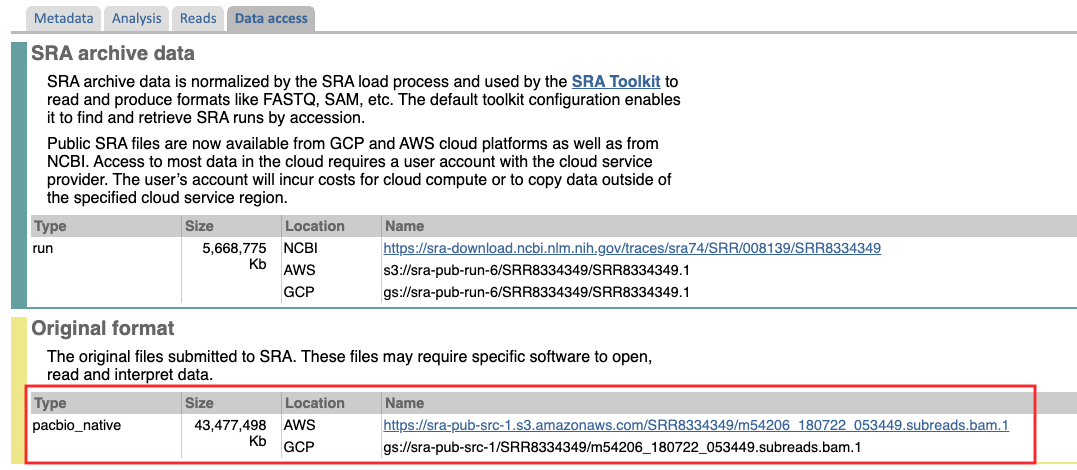 Metadata Analysis Reads Data access
SRA archive data
SRA archive data is normalized by the SRA load process and used by the SRA Toolkit to
read and produce formats like FASTQ, SAM, etc. The default toolkit configuration enables
it to find and retrieve SRA runs by accession.
Public SRA files are now available from GCP and AWS cloud platforms as well as from
NCBI. Access to most data in the cloud requires a user account with the cloud service
provider. The user's account will incur costs for cloud compute or to copy data outside of
the specified cloud service region.
Type Size Location Name
run 5,668,775 NCBI https://sra-download.ncbi.nlm.nih.gov/traces/sra74/SRR/008139/SRR8334349
Kb
AWS s3://sra-pub-run-6/SRR8334349/SRR8334349.1
GCP gs://sra-pub-run-6/SRR8334349/SRR8334349.1
Original format
The original files submitted to SRA. These files may require specific software to open,
read and interpret data.
Type Size Location Name
pacbio_native 43,477,498 AWS https://sra-pub-src-1.s3.amazonaws.com/SRR8334349/m54206_180722_053449.subreads.bam.1
Kb GCP gs://sra-pub-src-1/SRR8334349/m54206_180722_053449.subreads.bam.1